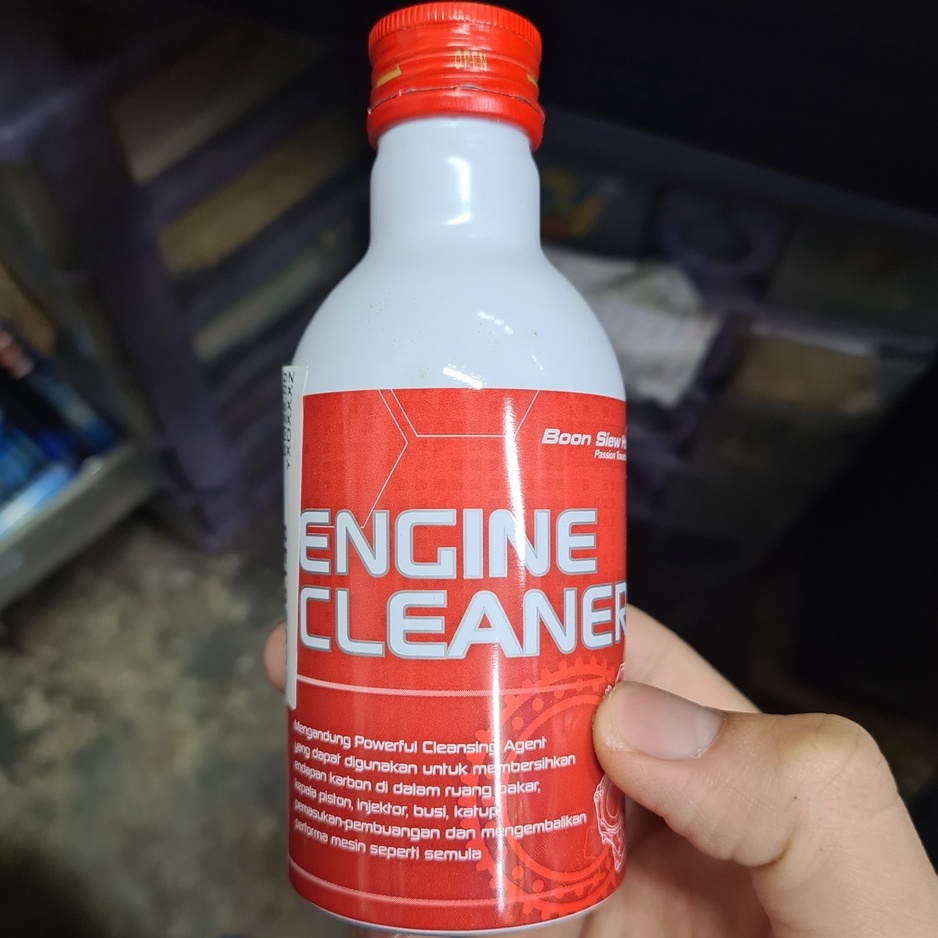 OPEN
Boon Siew
Passion
ENGINE
CLEANER
Mengandung Powerful Cleansing Agent
yang dapat digunakan untuk membersihkan
endapan karbon di dalam ruang bakar,
kepala piston, injektor, busi, katup
pemasukan-pembuangan dan mengembalikan
performa mesin seperti semula